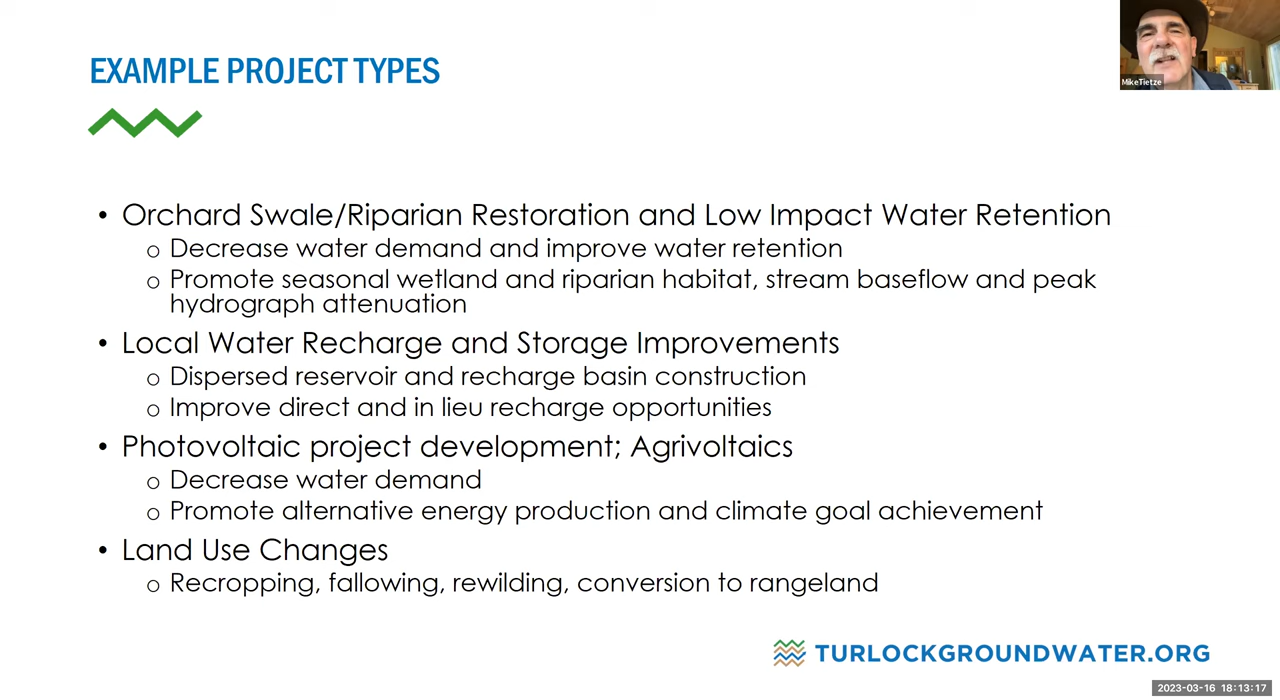 EXAMPLE PROJECT TYPES
MikeTietze
• Orchard Swale/Riparian Restoration and Low Impact Water Retention
o Decrease water demand and improve water retention
o Promote seasonal wetland and riparian habitat, stream baseflow and peak
hydrograph attenuation
• Local Water Recharge and Storage Improvements
o Dispersed reservoir and recharge basin construction
o Improve direct and in lieu recharge opportunities
• Photovoltaic project development; Agrivoltaics
o Decrease water demand
o Promote alternative energy production and climate goal achievement
• Land Use Changes
o Recropping, fallowing, rewilding, conversion to rangeland
TURLOCKGROUNDWATER.ORG
2023-03-16 18:13:17